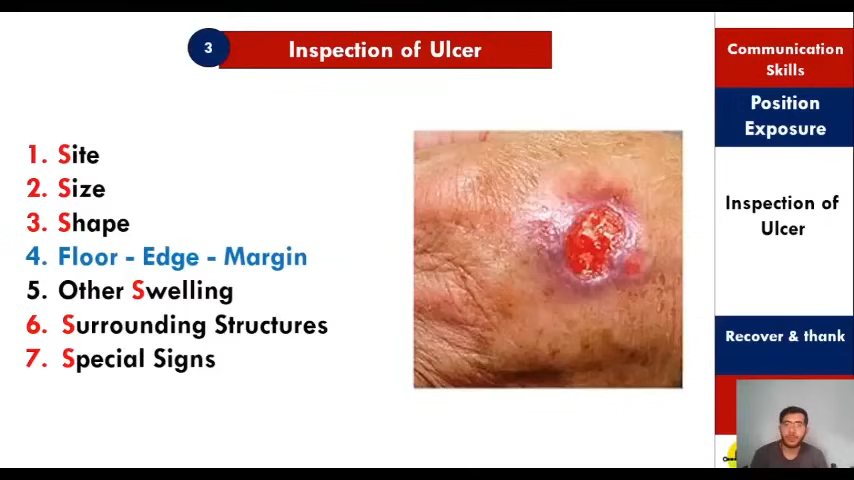 3
Inspection of Ulcer
1. Site
2. Size
3. Shape
4. Floor - Edge - Margin
5. Other Swelling
6. Surrounding Structures
7. Special Signs
Communication
Skills
Position
Exposure
Inspection of
Ulcer
Recover & thank